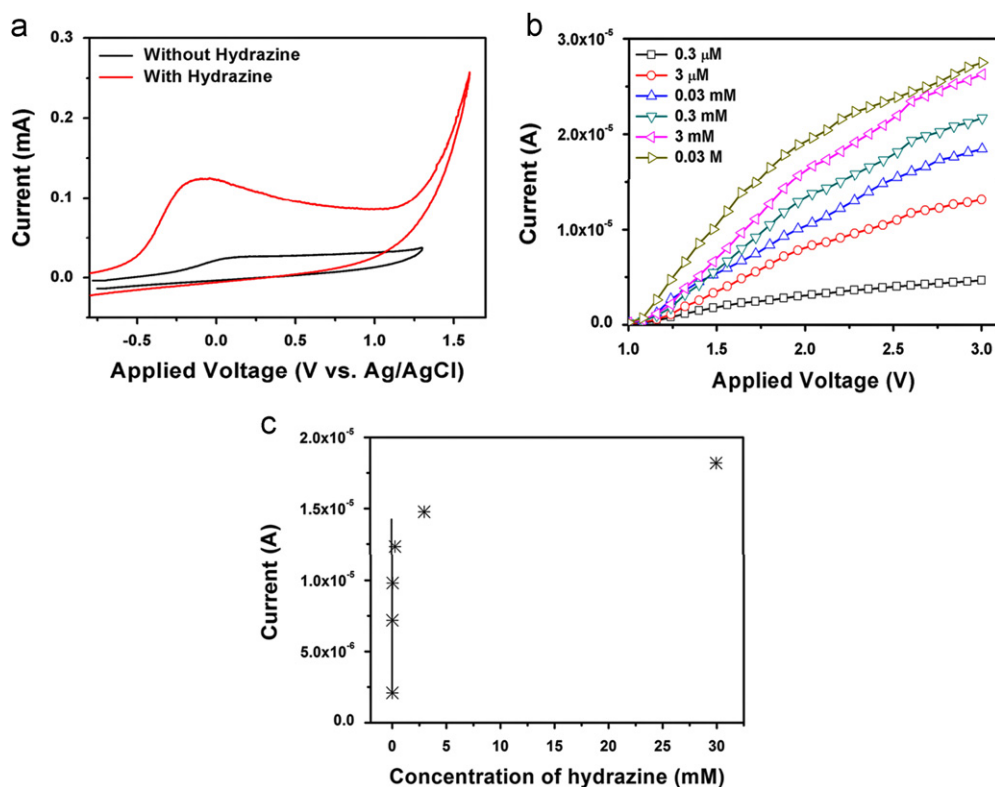 a
0.3
0.2
0.1
0.0
Current (mA)
Without Hydrazine
With Hydrazine
-0.5 0.0 0.5 1.0 1.5
Applied Voltage (V vs. Ag/AgCl)
b
3.0x10⁻⁵
2.0x10⁻⁵
1.0x10⁻⁵
0.0
Current (A)
0.3 μM
3 μM
0.03 mM
0.3 mM
3 mM
0.03 M
1.0 1.5 2.0 2.5 3.0
Applied Voltage (V)
c
2.0x10⁻⁵
1.5x10⁻⁵
1.0x10⁻⁵
5.0x10⁻⁶
0.0
Current (A)
0 5 10 15 20 25 30
Concentration of hydrazine (mM)